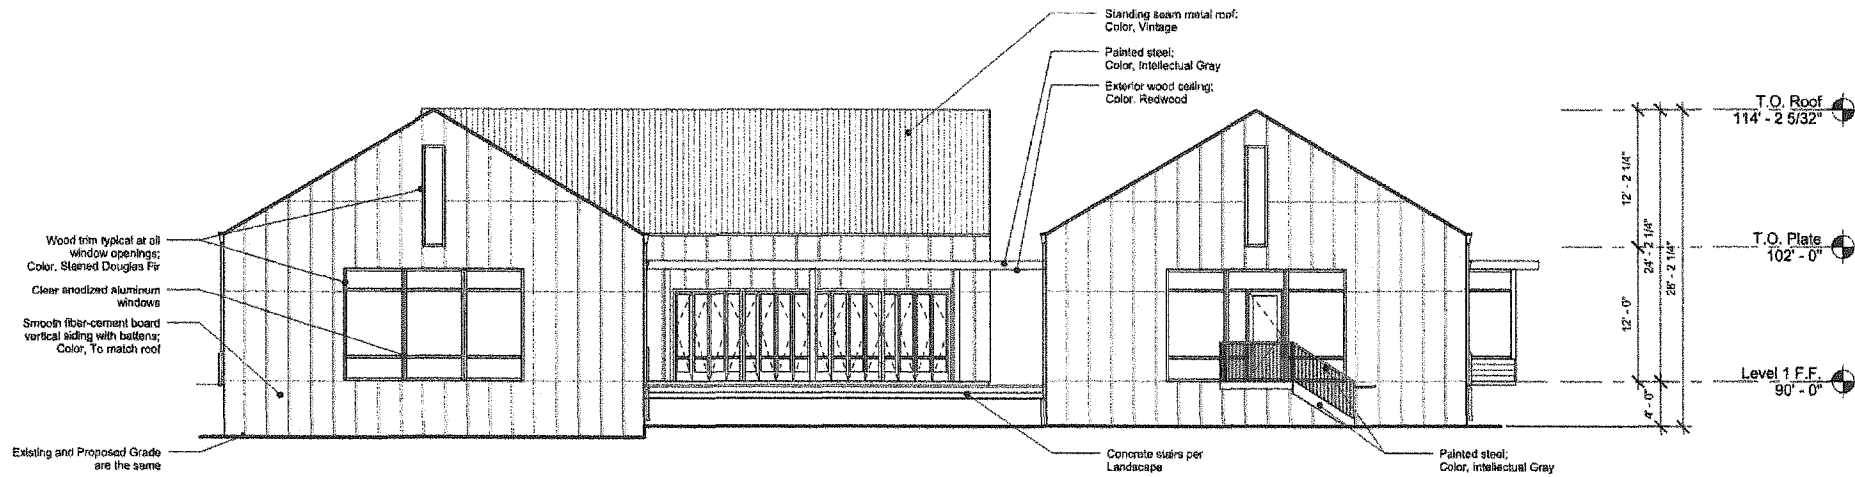 Standing seam metal roof;
Color, Vintage
Painted steel;
Color, Intellectual Gray
Exterior wood ceiling;
Color, Redwood
T.O. Roof
114' - 2 5/32"
12' - 2 1/4"
24' - 2 1/4"
28' - 2 1/4"
T.O. Plate
102' - 0"
12' - 0"
Level 1 F.F.
90' - 0"
4' - 0"
Wood trim typical at all
window openings;
Color, Stained Douglas Fir
Clear anodized aluminum
windows
Smooth fiber-cement board
vertical siding with battens;
Color, To match roof
Existing and Proposed Grade
are the same
Concrete stairs per
Landscape
Painted steel;
Color, Intellectual Gray